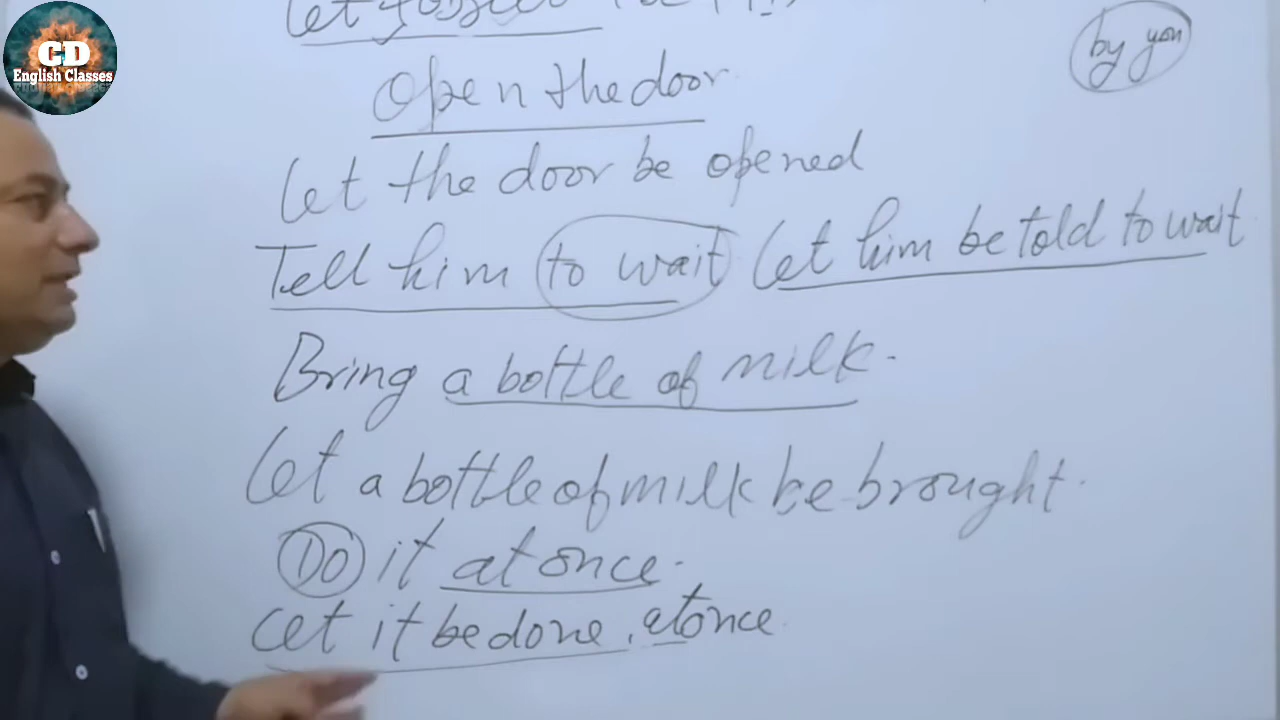 CD
English Classes
Let
by you
Open the door
Let the door be opened
Tell him to wait Let him be told to wait
Bring a bottle of milk.
Let a bottle of milk be brought.
Do it at once.
Let it be done, at once